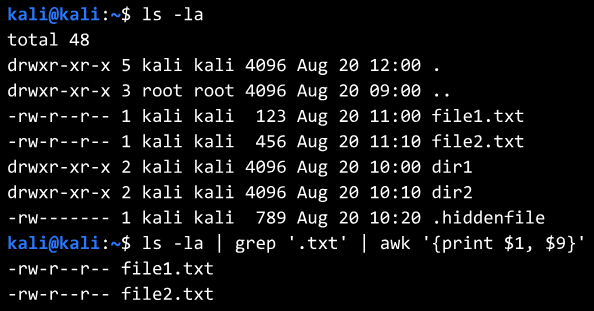 kali@kali:~$ ls -la
total 48
drwxr-xr-x 5 kali kali 4096 Aug 20 12:00 .
drwxr-xr-x 3 root root 4096 Aug 20 09:00 ..
-rw-r--r-- 1 kali kali  123 Aug 20 11:00 file1.txt
-rw-r--r-- 1 kali kali  456 Aug 20 11:10 file2.txt
drwxr-xr-x 2 kali kali 4096 Aug 20 10:00 dir1
drwxr-xr-x 2 kali kali 4096 Aug 20 10:10 dir2
-rw------- 1 kali kali  789 Aug 20 10:20 .hiddenfile
kali@kali:~$ ls -la | grep '.txt' | awk '{print $1, $9}'
-rw-r--r-- file1.txt
-rw-r--r-- file2.txt